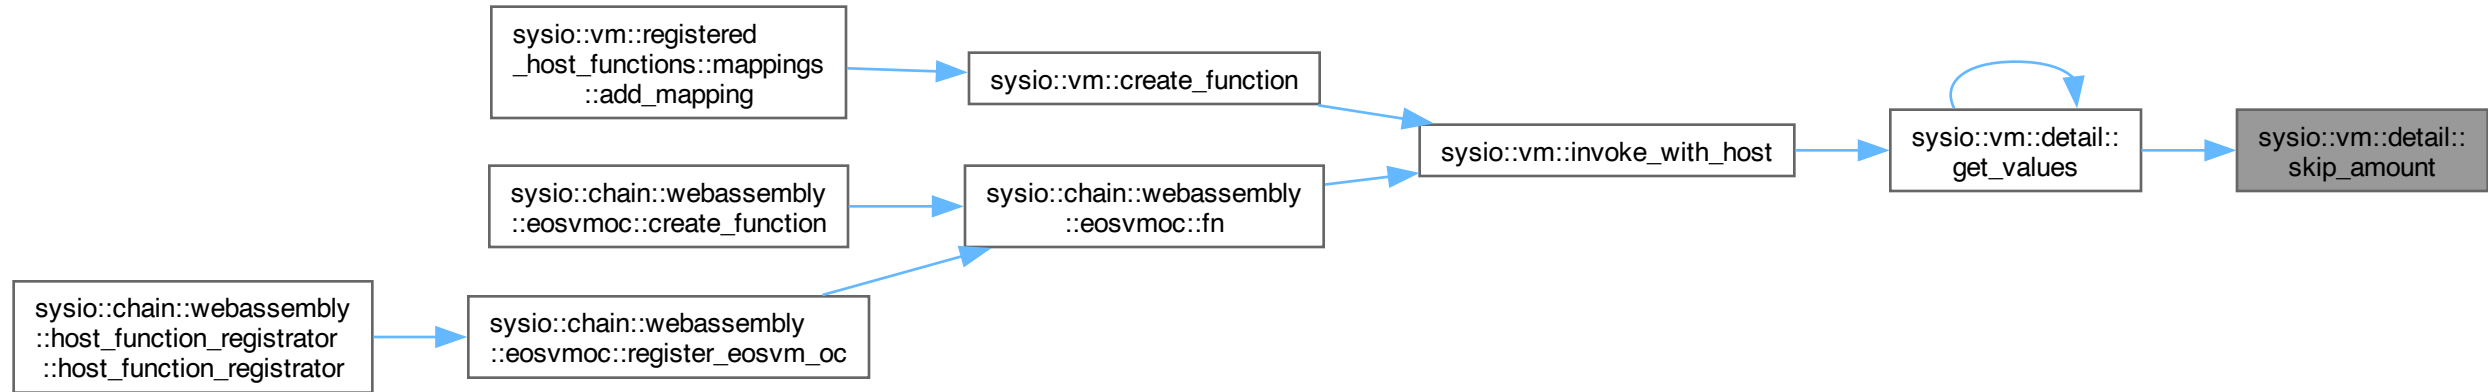 sysio::vm::registered
_host_functions::mappings
::add_mapping
sysio::vm::create_function
sysio::chain::webassembly
::eosvmoc::create_function
sysio::chain::webassembly
::eosvmoc::fn
sysio::chain::webassembly
::host_function_registrator
::host_function_registrator
sysio::chain::webassembly
::eosvmoc::register_eosvm_oc
sysio::vm::invoke_with_host
sysio::vm::detail::
get_values
sysio::vm::detail::
skip_amount